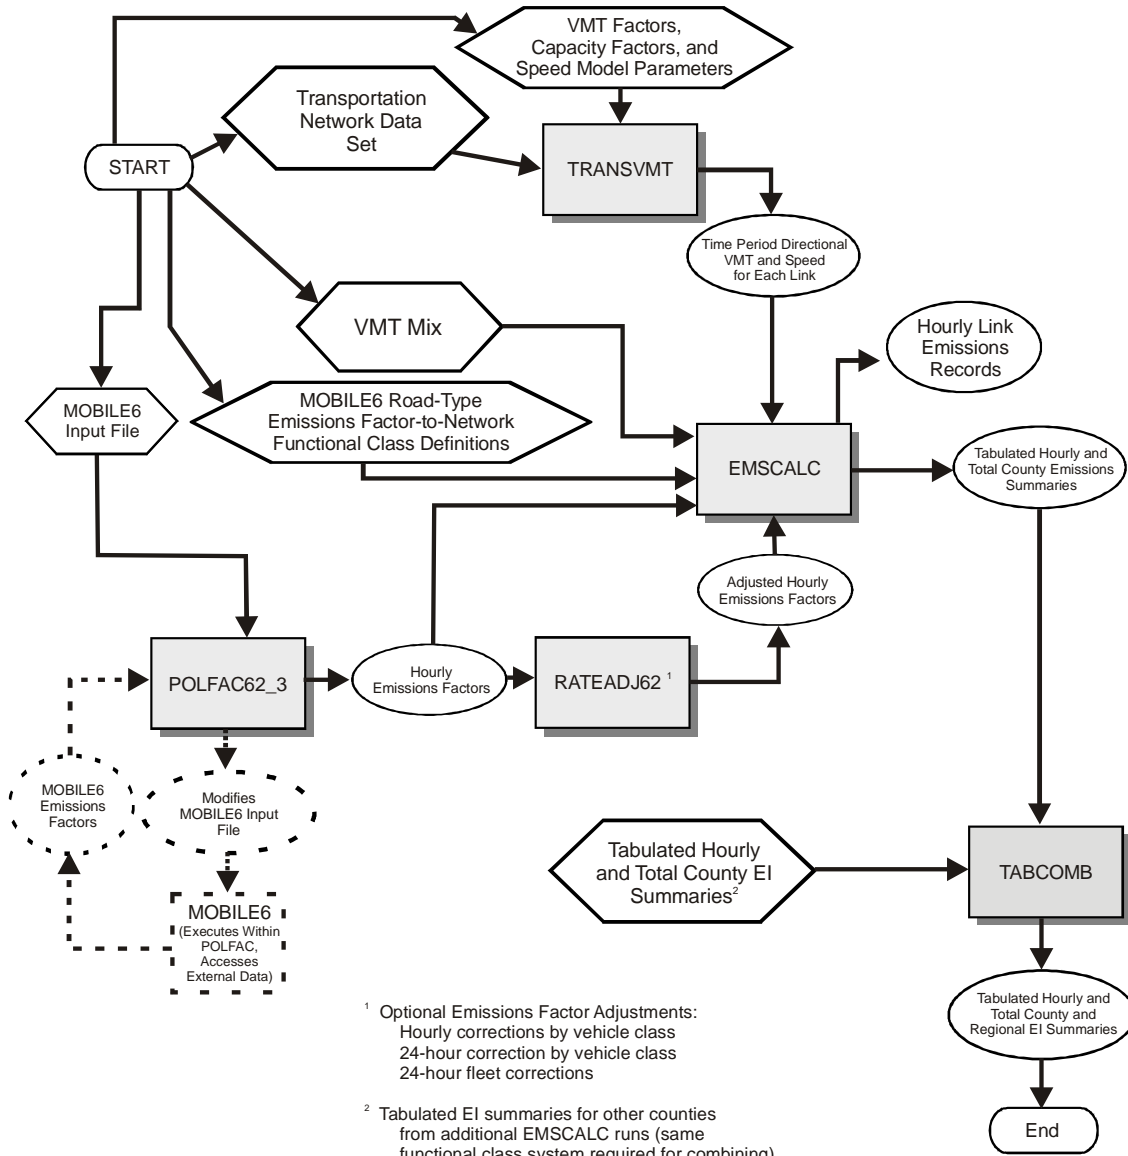 VMT Factors,
Capacity Factors, and
Speed Model Parameters
Transportation
Network Data
Set
START
TRANSVMT
Time Period Directional
VMT and Speed
for Each Link
VMT Mix
Hourly Link
Emissions
Records
MOBILE6
Input File
MOBILE6 Road-Type
Emissions Factor-to-Network
Functional Class Definitions
EMSCALC
Tabulated Hourly and
Total County Emissions
Summaries
Adjusted Hourly
Emissions Factors
POLFAC62_3
Hourly
Emissions Factors
RATEADJ62 1
MOBILE6
Emissions
Factors
Modifies
MOBILE6 Input
File
MOBILE6
(Executes Within
POLFAC,
Accesses
External Data)
Tabulated Hourly
and Total County EI
Summaries2
TABCOMB
Tabulated Hourly and
Total County and
Regional EI Summaries
End
1 Optional Emissions Factor Adjustments:
Hourly corrections by vehicle class
24-hour correction by vehicle class
24-hour fleet corrections
2 Tabulated EI summaries for other counties
from additional EMSCALC runs (same
functional class system required for combining)